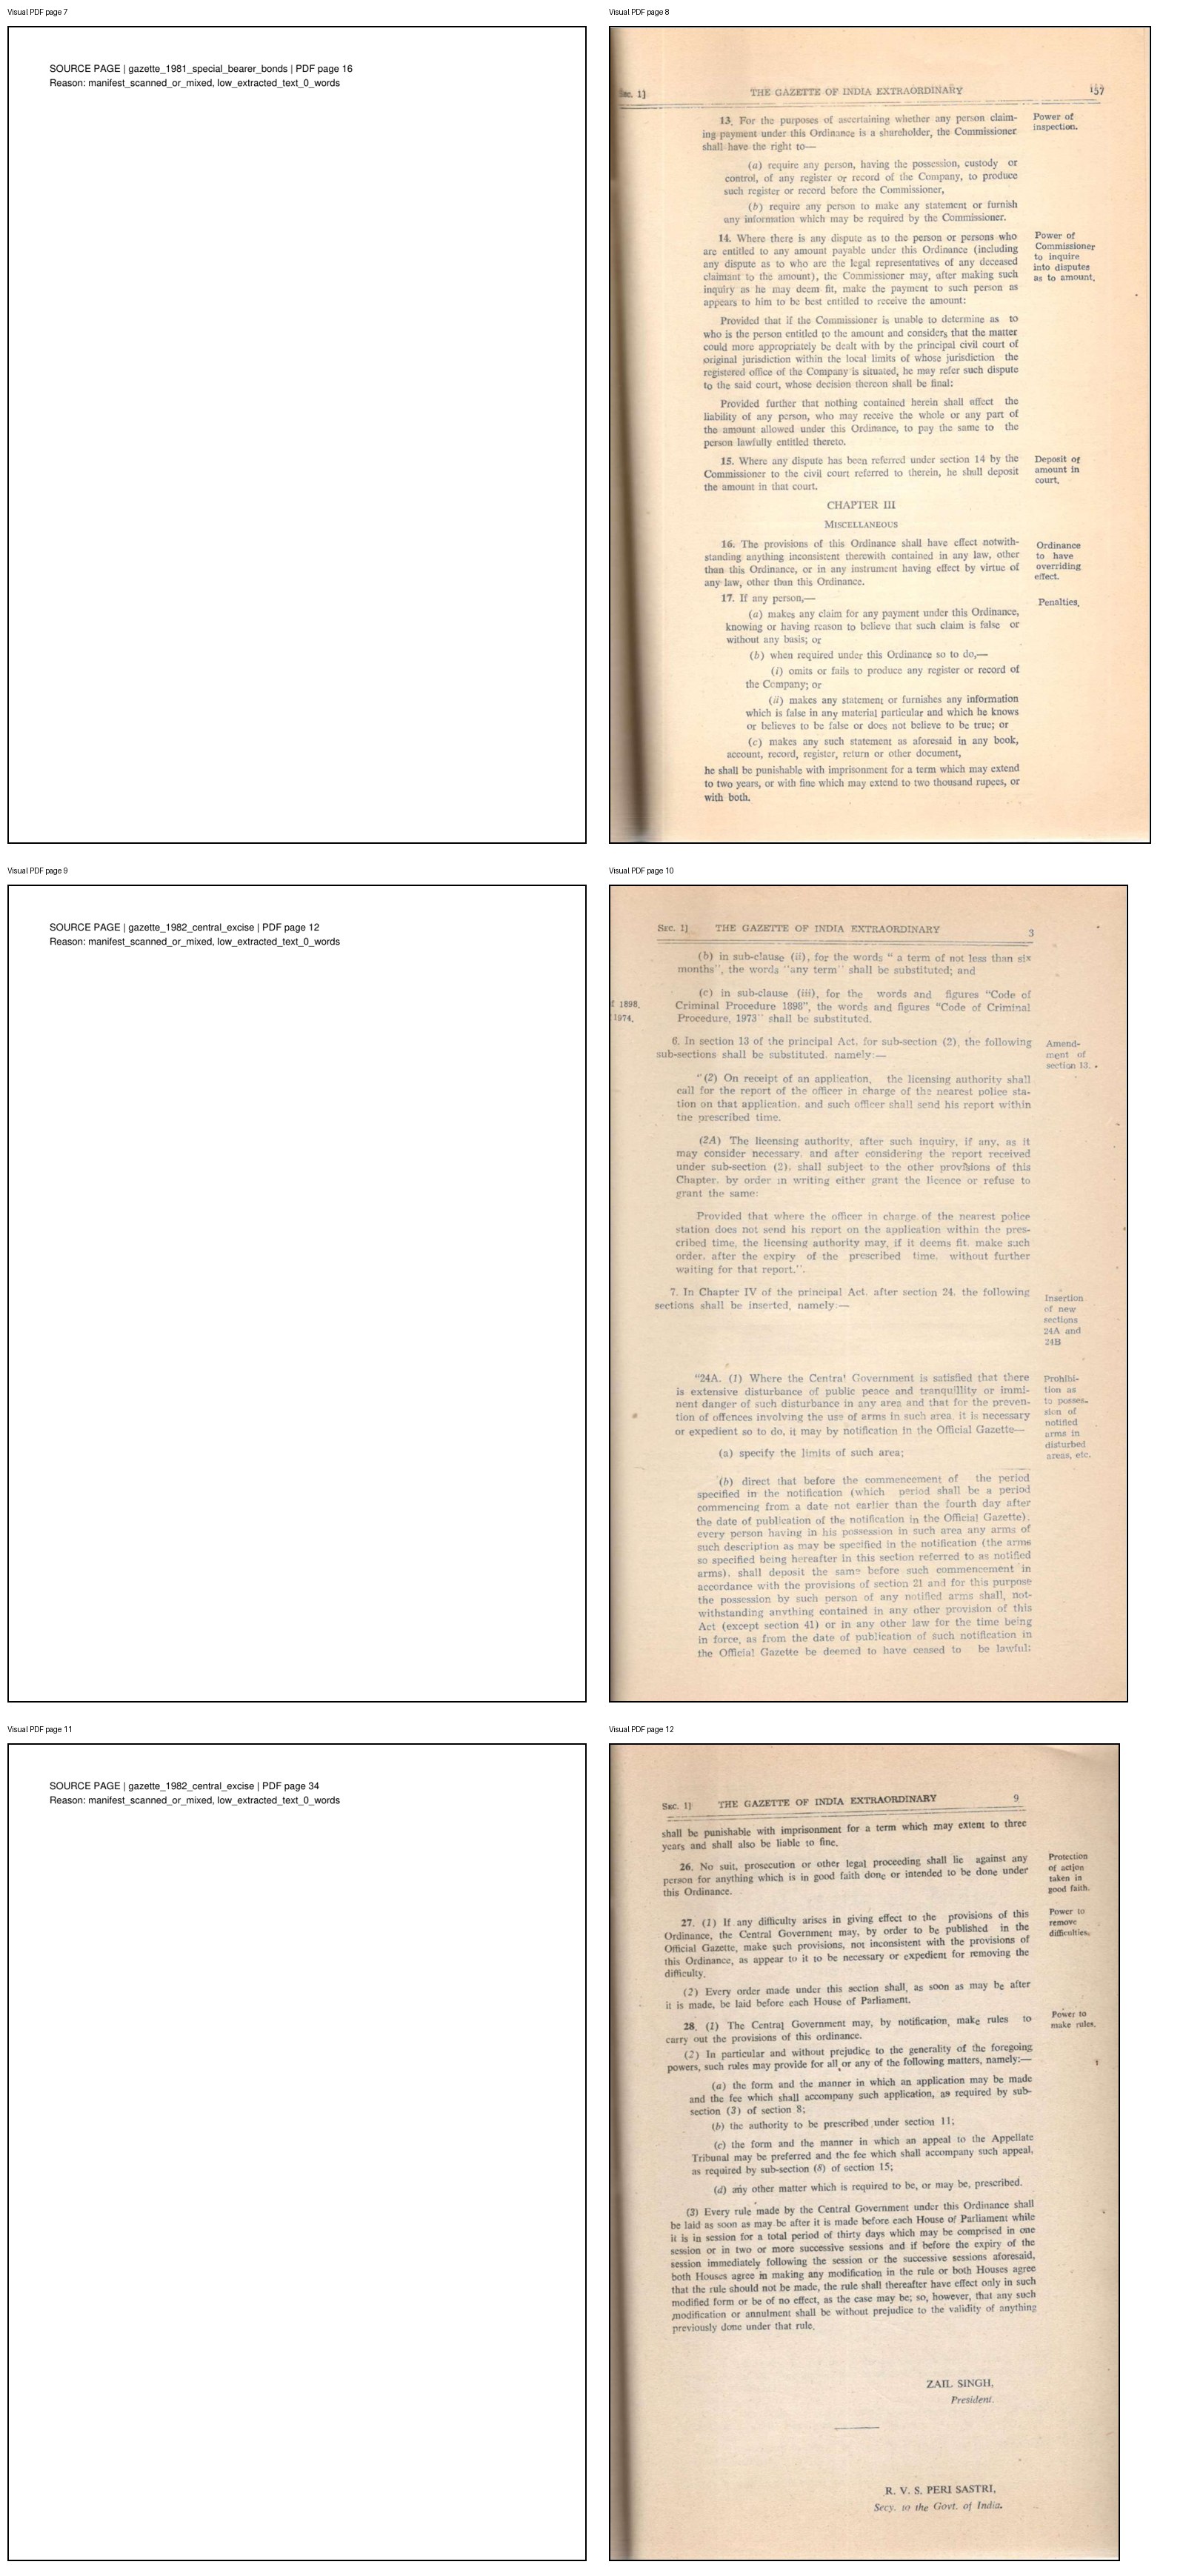 Visual PDF page 7
SOURCE PAGE | gazette_1981_special_bearer_bonds | PDF page 16
Reason: manifest_scanned_or_mixed, low_extracted_text_0_words
Visual PDF page 8
Sec. 1]
THE GAZETTE OF INDIA EXTRAORDINARY
157
13. For the purposes of ascertaining whether any person claim-
ing payment under this Ordinance is a shareholder, the Commissioner
shall have the right to—
Power of
inspection.
(a) require any person, having the possession, custody or
control, of any register or record of the Company, to produce
such register or record before the Commissioner,
(b) require any person to make any statement or furnish
any information which may be required by the Commissioner.
14. Where there is any dispute as to the person or persons who
are entitled to any amount payable under this Ordinance (including
any dispute as to who are the legal representatives of any deceased
claimant to the amount), the Commissioner may, after making such
inquiry as he may deem fit, make the payment to such person as
appears to him to be best entitled to receive the amount:
Power of
Commissioner
to inquire
into disputes
as to amount.
Provided that if the Commissioner is unable to determine as to
who is the person entitled to the amount and considers that the matter
could more appropriately be dealt with by the principal civil court of
original jurisdiction within the local limits of whose jurisdiction the
registered office of the Company is situated, he may refer such dispute
to the said court, whose decision thereon shall be final:
Provided further that nothing contained herein shall affect the
liability of any person, who may receive the whole or any part of
the amount allowed under this Ordinance, to pay the same to the
person lawfully entitled thereto.
15. Where any dispute has been referred under section 14 by the
Commissioner to the civil court referred to therein, he shall deposit
the amount in that court.
Deposit of
amount in
court.
CHAPTER III
MISCELLANEOUS
16. The provisions of this Ordinance shall have effect notwith-
standing anything inconsistent therewith contained in any law, other
than this Ordinance, or in any instrument having effect by virtue of
any law, other than this Ordinance.
Ordinance
to have
overriding
effect.
17. If any person,—
Penalties.
(a) makes any claim for any payment under this Ordinance,
knowing or having reason to believe that such claim is false or
without any basis; or
(b) when required under this Ordinance so to do,—
(i) omits or fails to produce any register or record of
the Company; or
(ii) makes any statement or furnishes any information
which is false in any material particular and which he knows
or believes to be false or does not believe to be true; or
(c) makes any such statement as aforesaid in any book,
account, record, register, return or other document,
he shall be punishable with imprisonment for a term which may extend
to two years, or with fine which may extend to two thousand rupees, or
with both.
Visual PDF page 9
SOURCE PAGE | gazette_1982_central_excise | PDF page 12
Reason: manifest_scanned_or_mixed, low_extracted_text_0_words
Visual PDF page 10
SEC. 1]
THE GAZETTE OF INDIA EXTRAORDINARY
3
(b) in sub-clause (ii), for the words " a term of not less than six
months", the words "any term" shall be substituted; and
(c) in sub-clause (iii), for the words and figures "Code of
Criminal Procedure 1898", the words and figures "Code of Criminal
Procedure, 1973" shall be substituted.
f 1898.
1974.
6. In section 13 of the principal Act, for sub-section (2), the following
sub-sections shall be substituted, namely:—
Amend-
ment of
section 13.
"(2) On receipt of an application, the licensing authority shall
call for the report of the officer in charge of the nearest police sta-
tion on that application, and such officer shall send his report within
the prescribed time.
(2A) The licensing authority, after such inquiry, if any, as it
may consider necessary, and after considering the report received
under sub-section (2), shall subject to the other provisions of this
Chapter, by order in writing either grant the licence or refuse to
grant the same:
Provided that where the officer in charge of the nearest police
station does not send his report on the application within the pres-
cribed time, the licensing authority may, if it deems fit, make such
order, after the expiry of the prescribed time, without further
waiting for that report.".
7. In Chapter IV of the principal Act, after section 24, the following
sections shall be inserted, namely:—
Insertion
of new
sections
24A and
24B
"24A. (1) Where the Central Government is satisfied that there
is extensive disturbance of public peace and tranquillity or immi-
nent danger of such disturbance in any area and that for the preven-
tion of offences involving the use of arms in such area, it is necessary
or expedient so to do, it may by notification in the Official Gazette—
Prohibi-
tion as
to posses-
sion of
notified
arms in
disturbed
areas, etc.
(a) specify the limits of such area;
(b) direct that before the commencement of the period
specified in the notification (which period shall be a period
commencing from a date not earlier than the fourth day after
the date of publication of the notification in the Official Gazette),
every person having in his possession in such area any arms of
such description as may be specified in the notification (the arms
so specified being hereafter in this section referred to as notified
arms), shall deposit the same before such commencement in
accordance with the provisions of section 21 and for this purpose
the possession by such person of any notified arms shall, not-
withstanding anything contained in any other provision of this
Act (except section 41) or in any other law for the time being
in force, as from the date of publication of such notification in
the Official Gazette be deemed to have ceased to be lawful;
Visual PDF page 11
SOURCE PAGE | gazette_1982_central_excise | PDF page 34
Reason: manifest_scanned_or_mixed, low_extracted_text_0_words
Visual PDF page 12
SEC. 1]
THE GAZETTE OF INDIA EXTRAORDINARY
9
shall be punishable with imprisonment for a term which may extent to three
years and shall also be liable to fine.
26. No suit, prosecution or other legal proceeding shall lie against any
person for anything which is in good faith done or intended to be done under
this Ordinance.
Protection
of action
taken in
good faith.
27. (1) If any difficulty arises in giving effect to the provisions of this
Ordinance, the Central Government may, by order to be published in the
Official Gazette, make such provisions, not inconsistent with the provisions of
this Ordinance, as appear to it to be necessary or expedient for removing the
difficulty.
Power to
remove
difficulties.
(2) Every order made under this section shall, as soon as may be after
it is made, be laid before each House of Parliament.
28. (1) The Central Government may, by notification, make rules to
carry out the provisions of this ordinance.
Power to
make rules.
(2) In particular and without prejudice to the generality of the foregoing
powers, such rules may provide for all or any of the following matters, namely:—
(a) the form and the manner in which an application may be made
and the fee which shall accompany such application, as required by sub-
section (3) of section 8;
(b) the authority to be prescribed under section 11;
(c) the form and the manner in which an appeal to the Appellate
Tribunal may be preferred and the fee which shall accompany such appeal,
as required by sub-section (8) of section 15;
(d) any other matter which is required to be, or may be, prescribed.
(3) Every rule made by the Central Government under this Ordinance shall
be laid as soon as may be after it is made before each House of Parliament while
it is in session for a total period of thirty days which may be comprised in one
session or in two or more successive sessions and if before the expiry of the
session immediately following the session or the successive sessions aforesaid,
both Houses agree in making any modification in the rule or both Houses agree
that the rule should not be made, the rule shall thereafter have effect only in such
modified form or be of no effect, as the case may be; so, however, that any such
modification or annulment shall be without prejudice to the validity of anything
previously done under that rule.
ZAIL SINGH,
President.
R. V. S. PERI SASTRI,
Secy. to the Govt. of India.